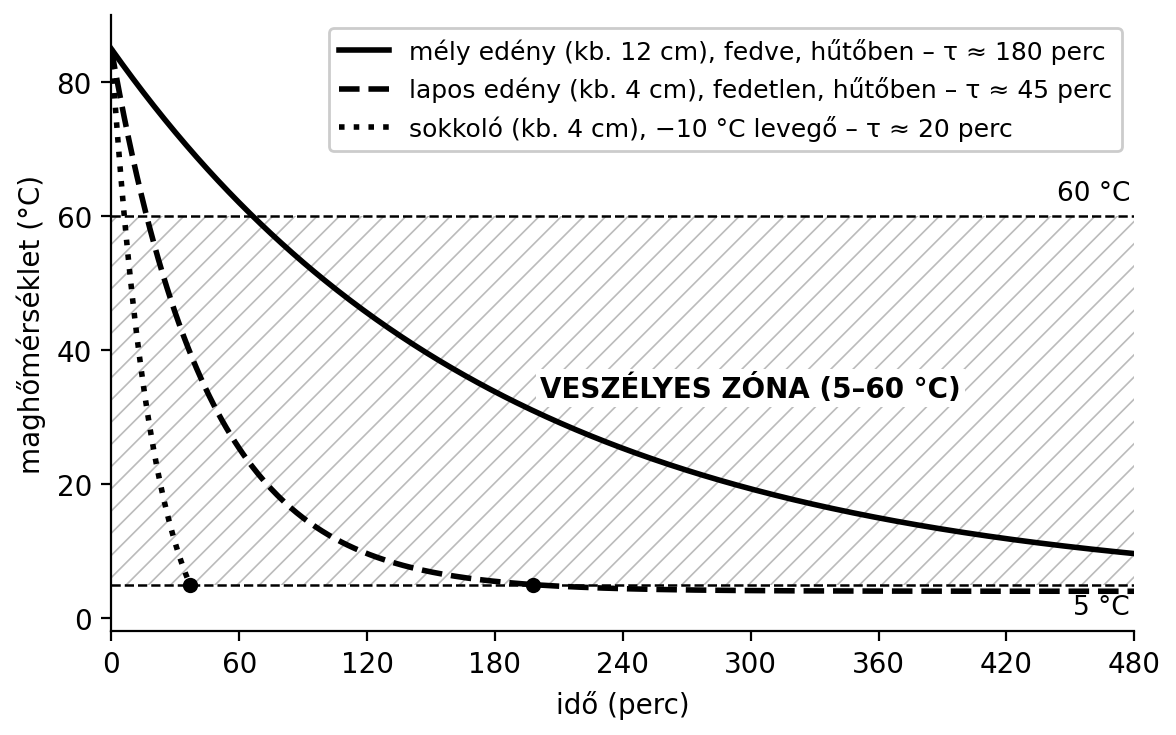 mély edény (kb. 12 cm), fedve, hűtőben – τ ≈ 180 perc
lapos edény (kb. 4 cm), fedetlen, hűtőben – τ ≈ 45 perc
sokkoló (kb. 4 cm), −10 °C levegő – τ ≈ 20 perc
80
60
40
20
0
maghőmérséklet (°C)
60 °C
VESZÉLYES ZÓNA (5–60 °C)
5 °C
0 60 120 180 240 300 360 420 480
idő (perc)